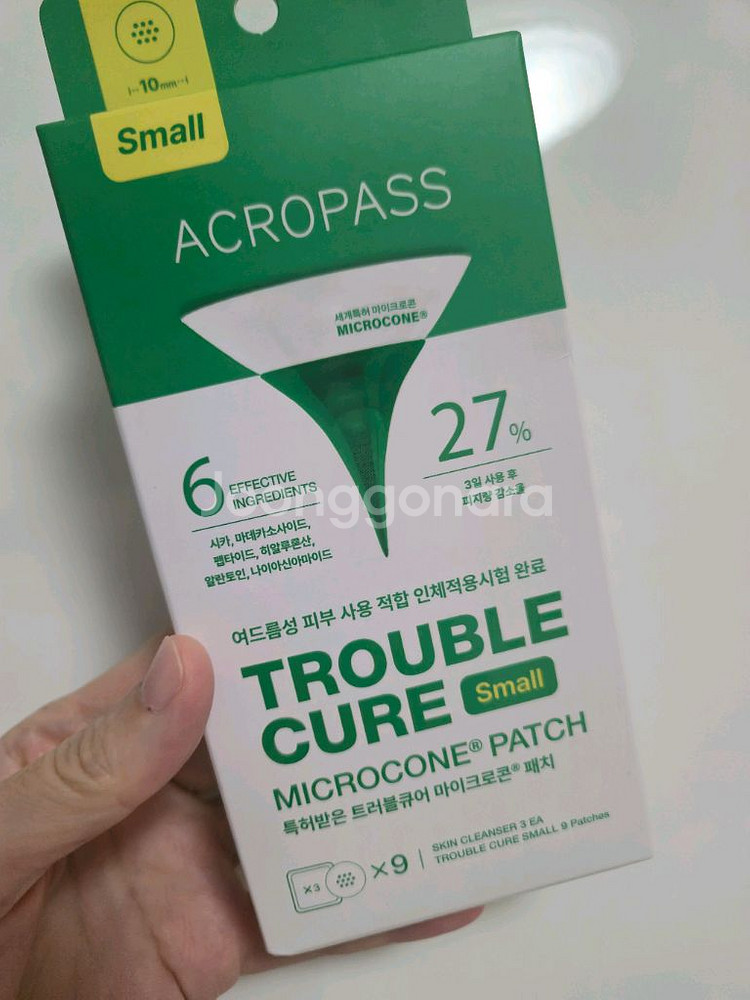 |--10mm--|
Small
ACROPASS
세계특허 마이크로콘
MICROCONE®
27%
3일 사용 후
피지량 감소율
6 EFFECTIVE
INGREDIENTS
시카, 마데카소사이드,
펩타이드, 히알루론산,
알란토인, 나이아신아마이드
joonggonara
여드름성 피부 사용 적합 인체적용시험 완료
TROUBLE
CURE Small
MICROCONE® PATCH
특허받은 트러블큐어 마이크로콘® 패치
×3 ×9 | SKIN CLEANSER 3 EA
TROUBLE CURE SMALL 9 Patches